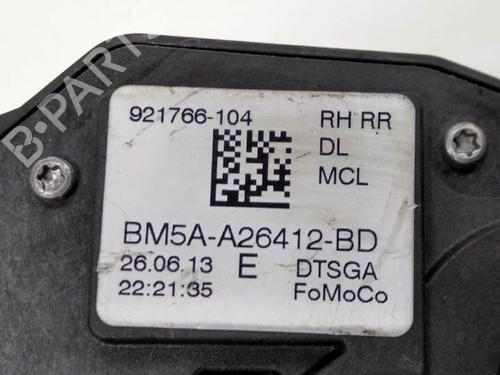 921766-104 RH RR
DL
MCL
BM5A-A26412-BD
26.06.13 E DTSGA
22:21:35 FoMoCo
B-PARTS